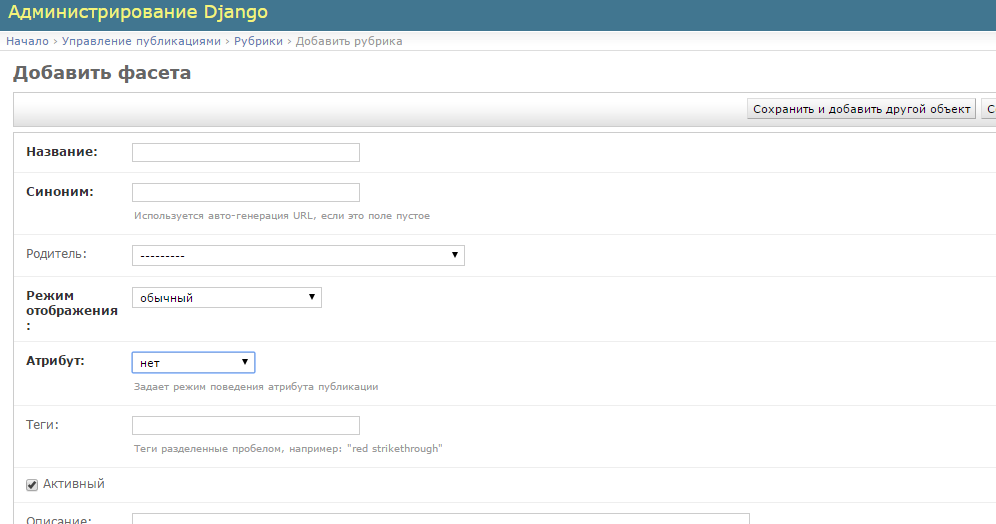 Администрирование Django
Начало › Управление публикациями › Рубрики › Добавить рубрика
Добавить фасета
Сохранить и добавить другой объект
Название:
Синоним:
Используется авто-генерация URL, если это поле пустое
Родитель: ---------
Режим
отображения
: обычный
Атрибут: нет
Задает режим поведения атрибута публикации
Теги:
Теги разделенные пробелом, например: "red strikethrough"
Активный
Описание: